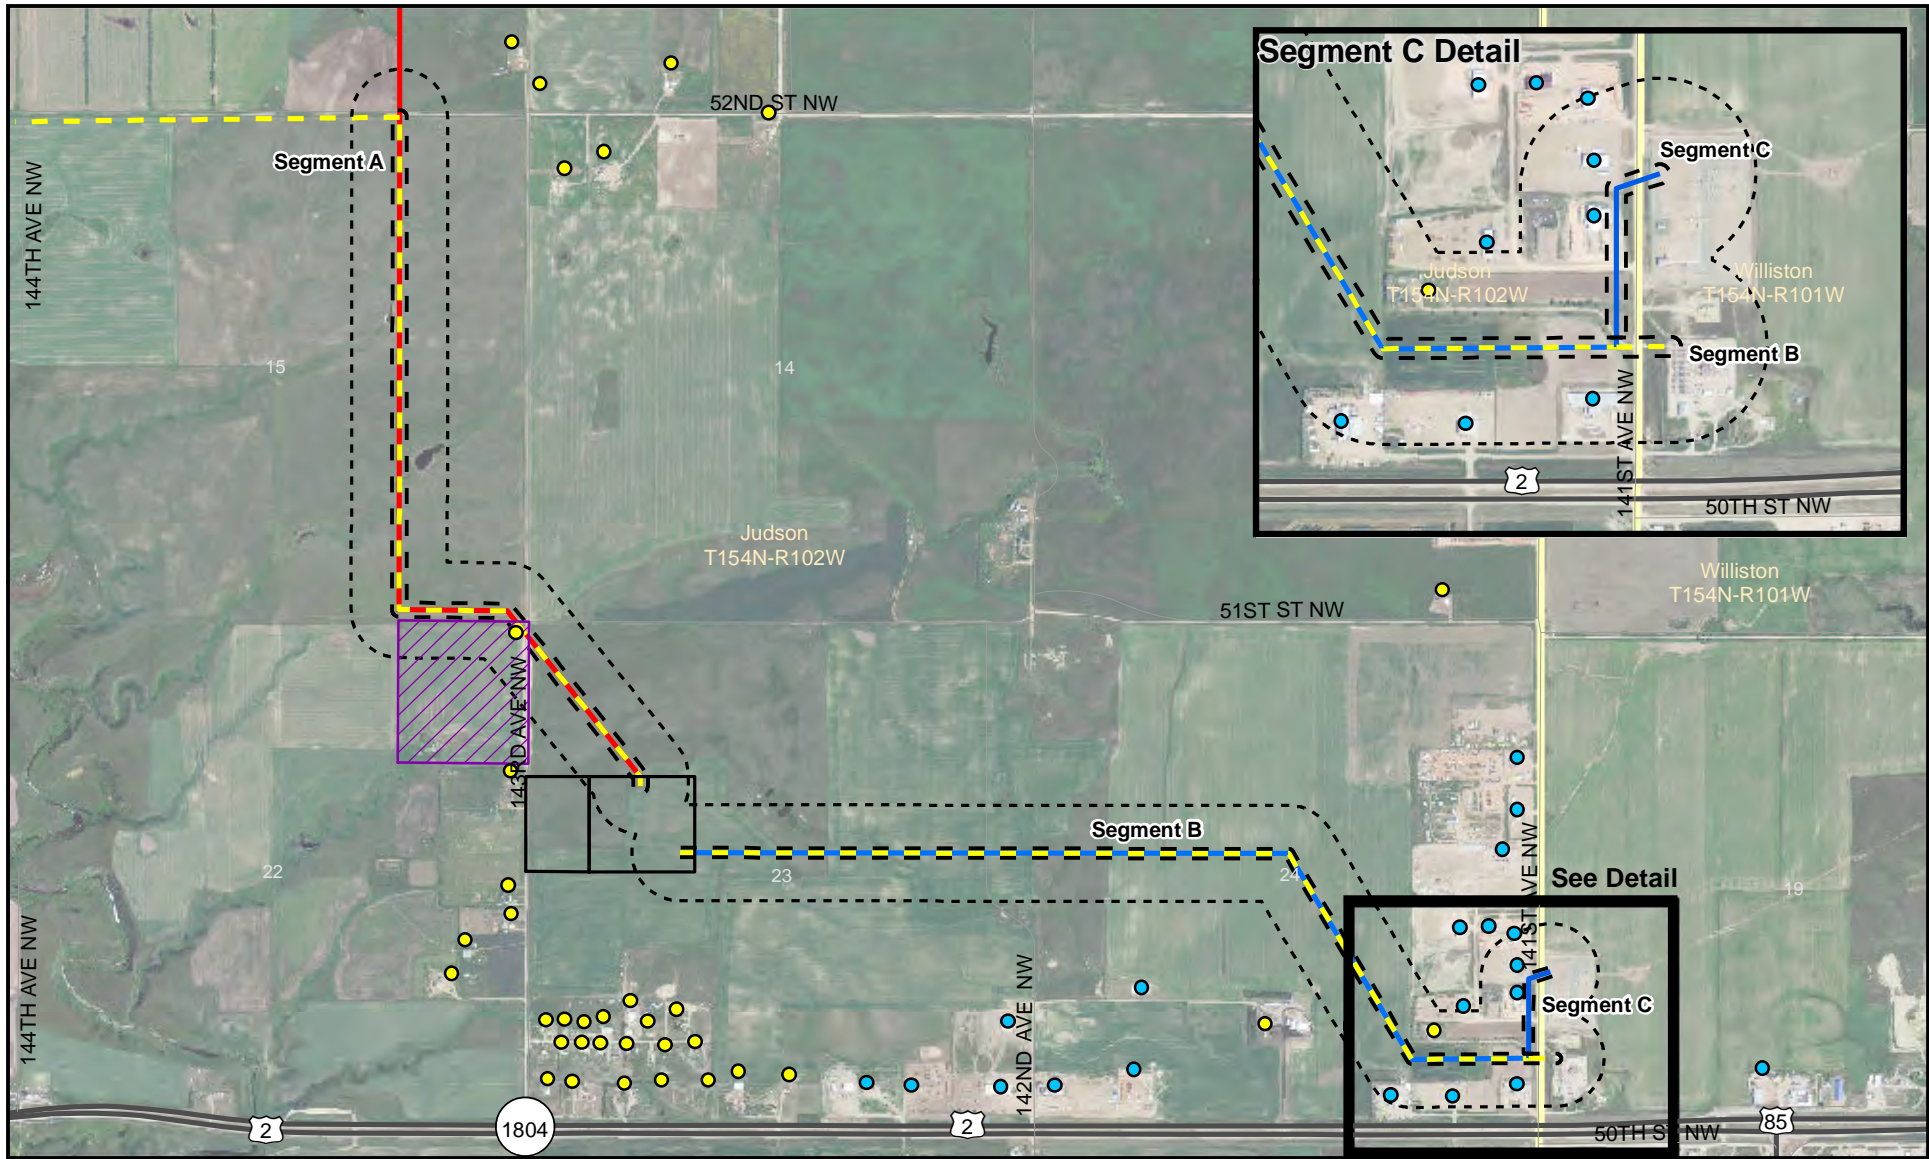 Segment C Detail
52ND ST NW
Segment A
144TH AVE NW
Segment C
Judson
T154N-R102W
Williston
T154N-R101W
Segment B
141ST AVE NW
2
50TH ST NW
15
14
Judson
T154N-R102W
Williston
T154N-R101W
51ST ST NW
143RD AVE NW
Segment B
22
23
24
19
See Detail
141ST AVE NW
144TH AVE NW
142ND AVE NW
Segment C
2
1804
2
50TH ST NW
85